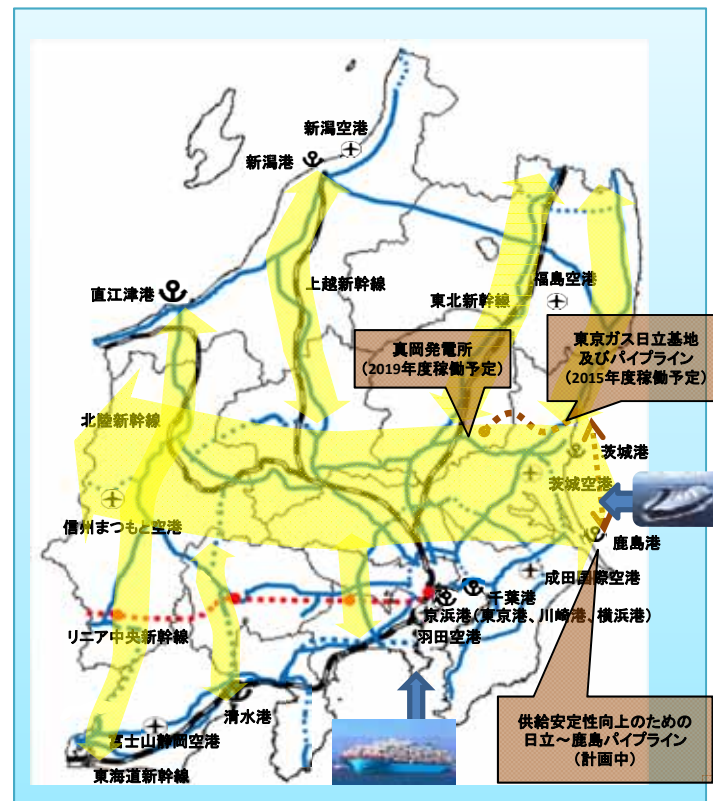 新潟空港
新潟港
上越新幹線
直江津港
福島空港
東北新幹線
真岡発電所
（2019年度稼働予定）
東京ガス日立基地
及びパイプライン
（2015年度稼働予定）
北陸新幹線
茨城港
茨城空港
信州まつもと空港
鹿島港
成田国際空港
千葉港
京浜港（東京港、川崎港、横浜港）
リニア中央新幹線
羽田空港
清水港
富士山静岡空港
東海道新幹線
供給安定性向上のための
日立～鹿島パイプライン
（計画中）